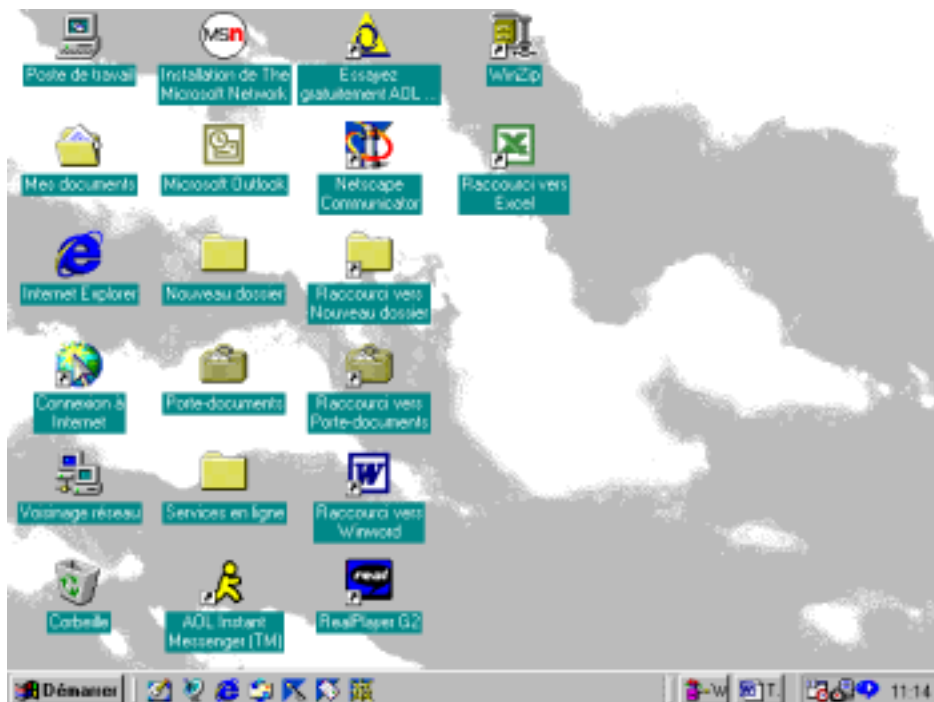 MSn
Poste de travail
Installation de The
Microsoft Network
Essayez
gratuitement AOL ...
WinZip
Mes documents
Microsoft Outlook
Netscape
Communicator
Raccourci vers
Excel
Internet Explorer
Nouveau dossier
Raccourci vers
Nouveau dossier
Connexion à
Internet
Porte-documents
Raccourci vers
Porte-documents
Voisinage réseau
Services en ligne
Raccourci vers
Winword
real
Corbeille
AOL Instant
Messenger (TM)
RealPlayer G2
Démarrer
W
T.
11:14